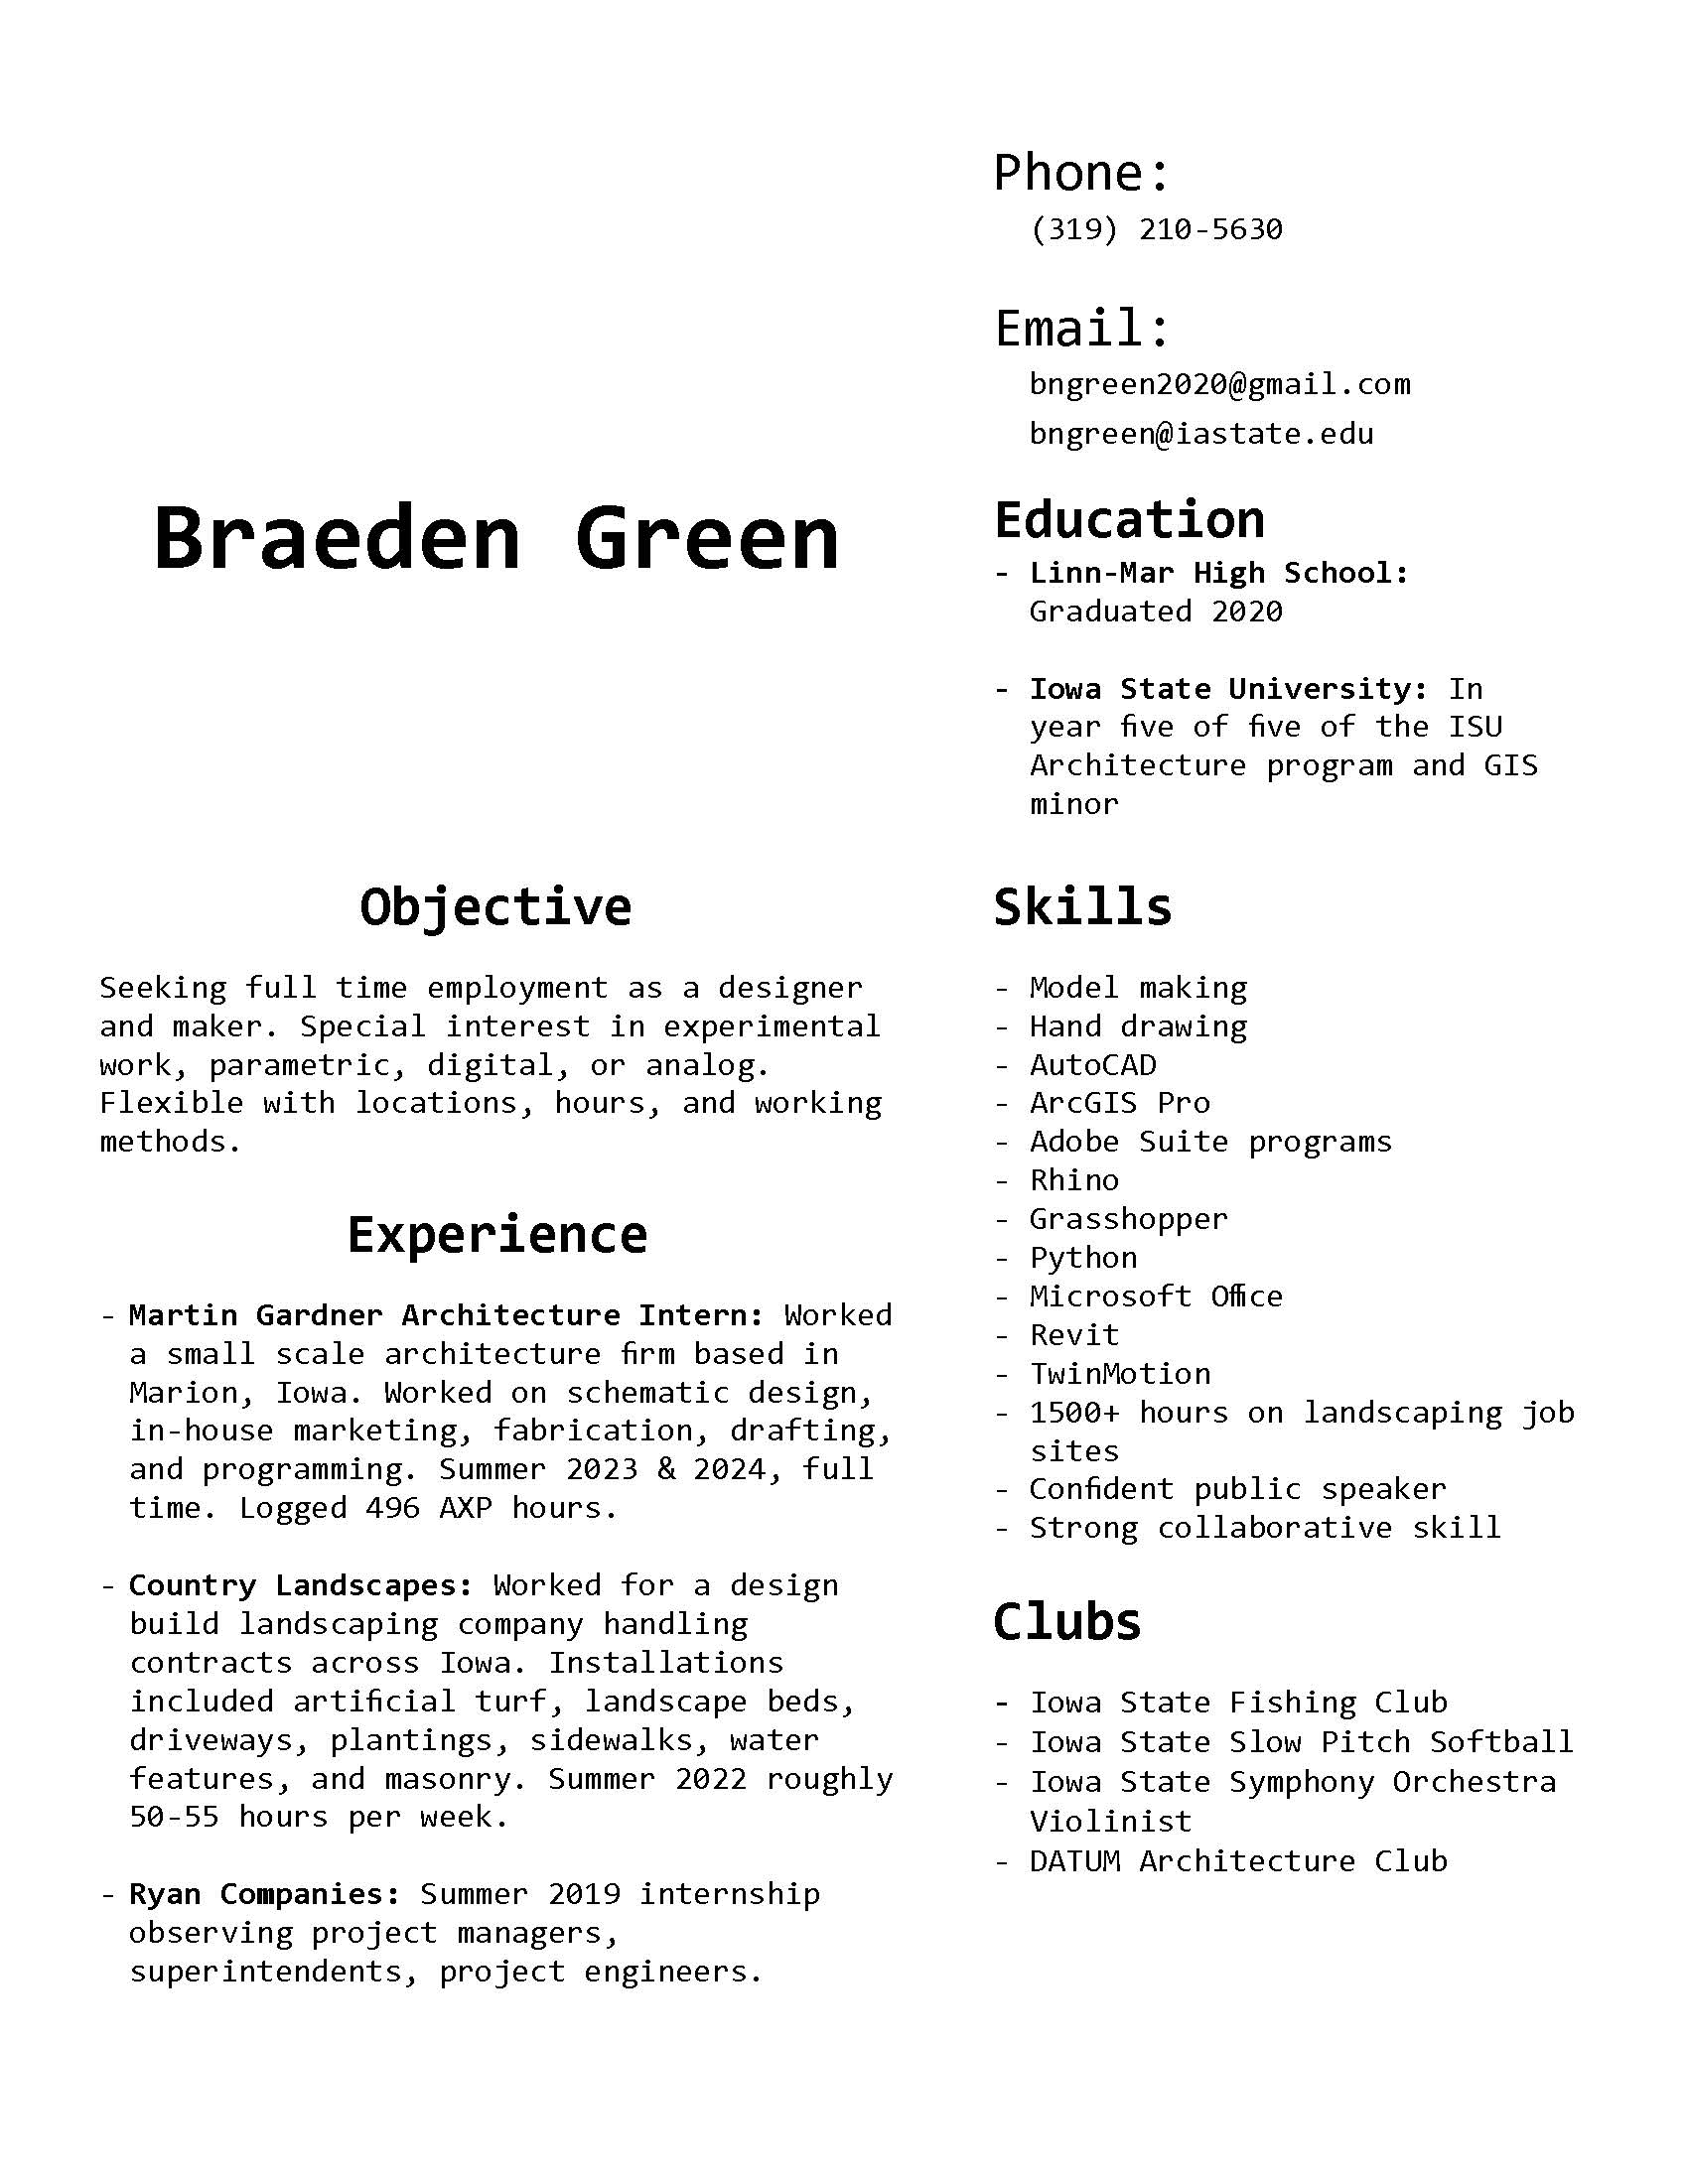 Braeden Green
Objective
Seeking full time employment as a designer
and maker. Special interest in experimental
work, parametric, digital, or analog.
Flexible with locations, hours, and working
methods.
Experience
- Martin Gardner Architecture Intern: Worked
a small scale architecture firm based in
Marion, Iowa. Worked on schematic design,
in-house marketing, fabrication, drafting,
and programming. Summer 2023 & 2024, full
time. Logged 496 AXP hours.
- Country Landscapes: Worked for a design
build landscaping company handling
contracts across Iowa. Installations
included artificial turf, landscape beds,
driveways, plantings, sidewalks, water
features, and masonry. Summer 2022 roughly
50-55 hours per week.
- Ryan Companies: Summer 2019 internship
observing project managers,
superintendents, project engineers.
Phone:
(319) 210-5630
Email:
bngreen2020@gmail.com
bngreen@iastate.edu
Education
- Linn-Mar High School:
Graduated 2020
- Iowa State University: In
year five of five of the ISU
Architecture program and GIS
minor
Skills
- Model making
- Hand drawing
- AutoCAD
- ArcGIS Pro
- Adobe Suite programs
- Rhino
- Grasshopper
- Python
- Microsoft Office
- Revit
- TwinMotion
- 1500+ hours on landscaping job
sites
- Confident public speaker
- Strong collaborative skill
Clubs
- Iowa State Fishing Club
- Iowa State Slow Pitch Softball
- Iowa State Symphony Orchestra
Violinist
- DATUM Architecture Club